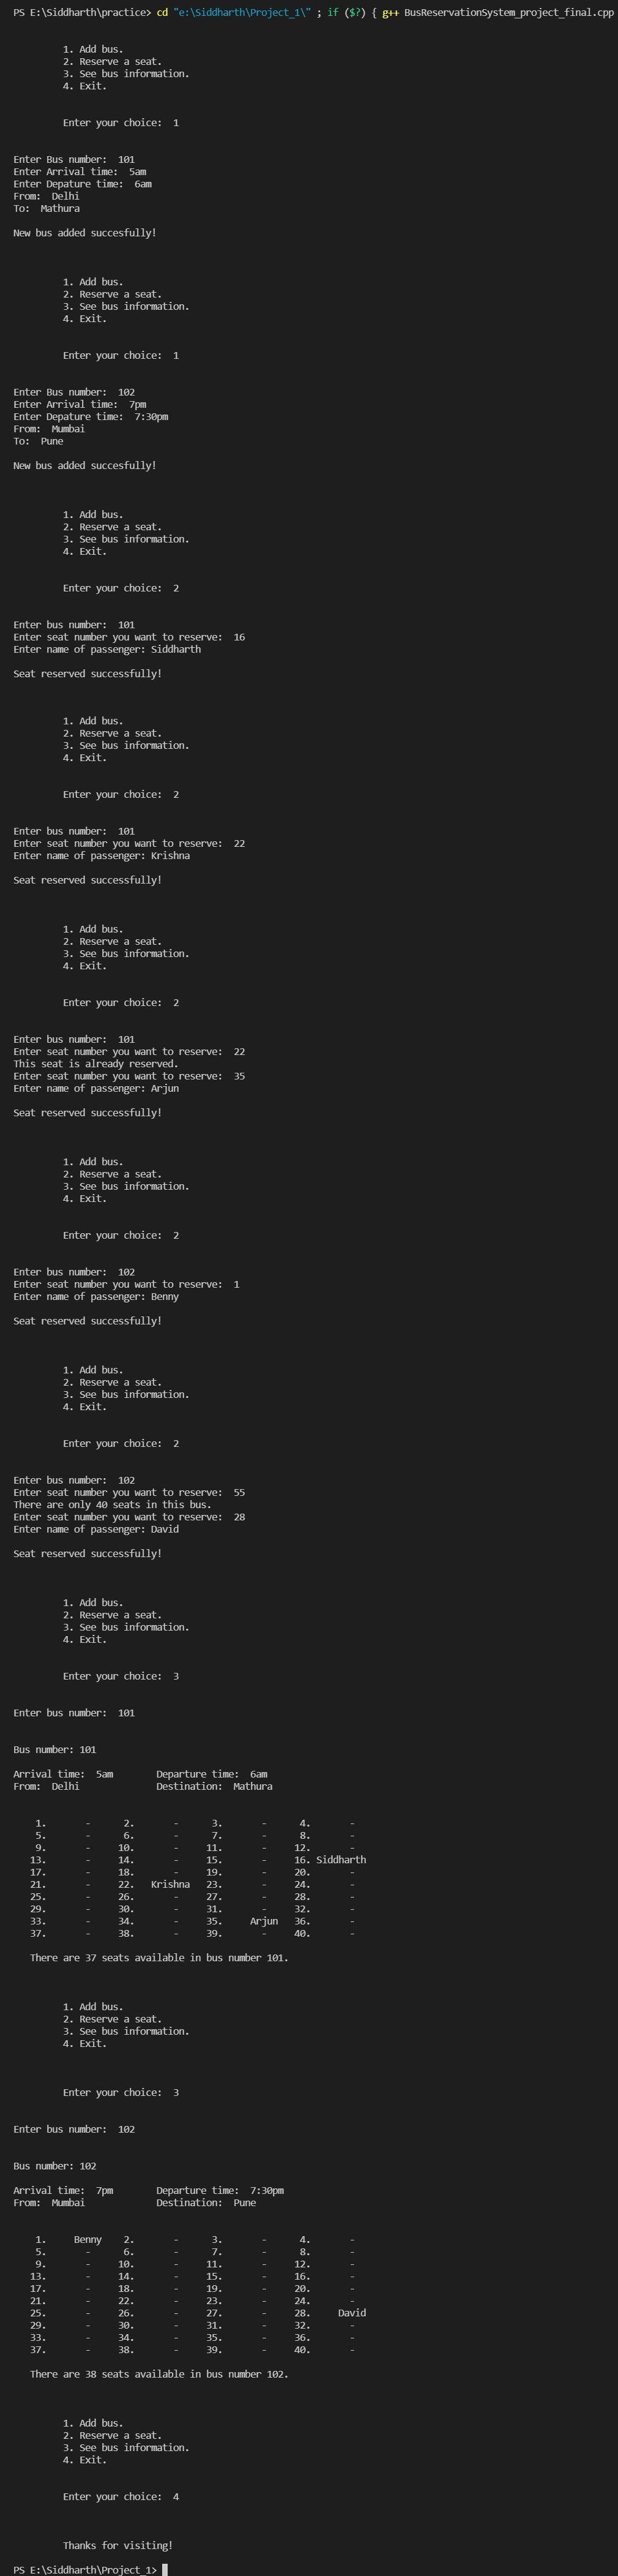 PS E:\Siddharth\practice> cd "e:\Siddharth\Project_1\" ; if ($?) { g++ BusReservationSystem_project_final.cpp
1. Add bus.
2. Reserve a seat.
3. See bus information.
4. Exit.
Enter your choice:  1
Enter Bus number:  101
Enter Arrival time:  5am
Enter Depature time:  6am
From:  Delhi
To:  Mathura
New bus added succesfully!
1. Add bus.
2. Reserve a seat.
3. See bus information.
4. Exit.
Enter your choice:  1
Enter Bus number:  102
Enter Arrival time:  7pm
Enter Depature time:  7:30pm
From:  Mumbai
To:  Pune
New bus added succesfully!
1. Add bus.
2. Reserve a seat.
3. See bus information.
4. Exit.
Enter your choice:  2
Enter bus number:  101
Enter seat number you want to reserve:  16
Enter name of passenger: Siddharth
Seat reserved successfully!
1. Add bus.
2. Reserve a seat.
3. See bus information.
4. Exit.
Enter your choice:  2
Enter bus number:  101
Enter seat number you want to reserve:  22
Enter name of passenger: Krishna
Seat reserved successfully!
1. Add bus.
2. Reserve a seat.
3. See bus information.
4. Exit.
Enter your choice:  2
Enter bus number:  101
Enter seat number you want to reserve:  22
This seat is already reserved.
Enter seat number you want to reserve:  35
Enter name of passenger: Arjun
Seat reserved successfully!
1. Add bus.
2. Reserve a seat.
3. See bus information.
4. Exit.
Enter your choice:  2
Enter bus number:  102
Enter seat number you want to reserve:  1
Enter name of passenger: Benny
Seat reserved successfully!
1. Add bus.
2. Reserve a seat.
3. See bus information.
4. Exit.
Enter your choice:  2
Enter bus number:  102
Enter seat number you want to reserve:  55
There are only 40 seats in this bus.
Enter seat number you want to reserve:  28
Enter name of passenger: David
Seat reserved successfully!
1. Add bus.
2. Reserve a seat.
3. See bus information.
4. Exit.
Enter your choice:  3
Enter bus number:  101
Bus number: 101
Arrival time:  5am        Departure time:  6am
From:  Delhi              Destination:  Mathura
1. - 2. - 3. - 4. -
5. - 6. - 7. - 8. -
9. - 10. - 11. - 12. -
13. - 14. - 15. - 16. Siddharth
17. - 18. - 19. - 20. -
21. - 22. Krishna 23. - 24. -
25. - 26. - 27. - 28. -
29. - 30. - 31. - 32. -
33. - 34. - 35. Arjun 36. -
37. - 38. - 39. - 40. -
There are 37 seats available in bus number 101.
1. Add bus.
2. Reserve a seat.
3. See bus information.
4. Exit.
Enter your choice:  3
Enter bus number:  102
Bus number: 102
Arrival time:  7pm        Departure time:  7:30pm
From:  Mumbai             Destination:  Pune
1. Benny 2. - 3. - 4. -
5. - 6. - 7. - 8. -
9. - 10. - 11. - 12. -
13. - 14. - 15. - 16. -
17. - 18. - 19. - 20. -
21. - 22. - 23. - 24. -
25. - 26. - 27. - 28. David
29. - 30. - 31. - 32. -
33. - 34. - 35. - 36. -
37. - 38. - 39. - 40. -
There are 38 seats available in bus number 102.
1. Add bus.
2. Reserve a seat.
3. See bus information.
4. Exit.
Enter your choice:  4
Thanks for visiting!
PS E:\Siddharth\Project_1>